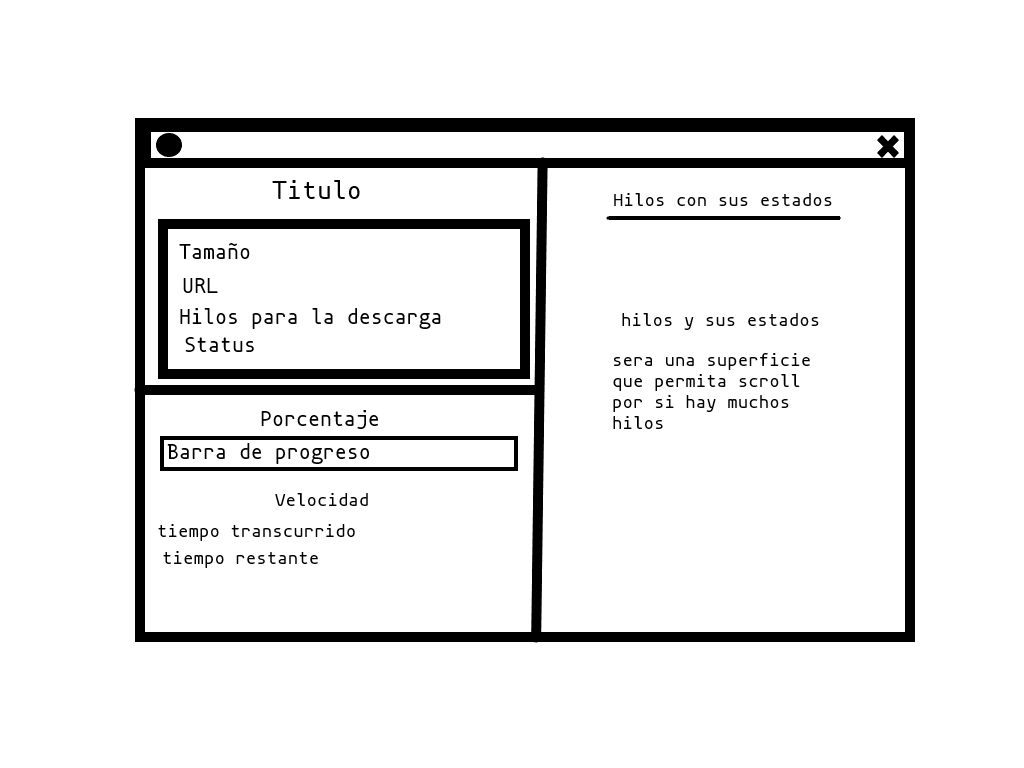 Titulo
Tamaño
URL
Hilos para la descarga
Status
Porcentaje
Barra de progreso
Velocidad
tiempo transcurrido
tiempo restante
Hilos con sus estados
hilos y sus estados
sera una superficie
que permita scroll
por si hay muchos
hilos